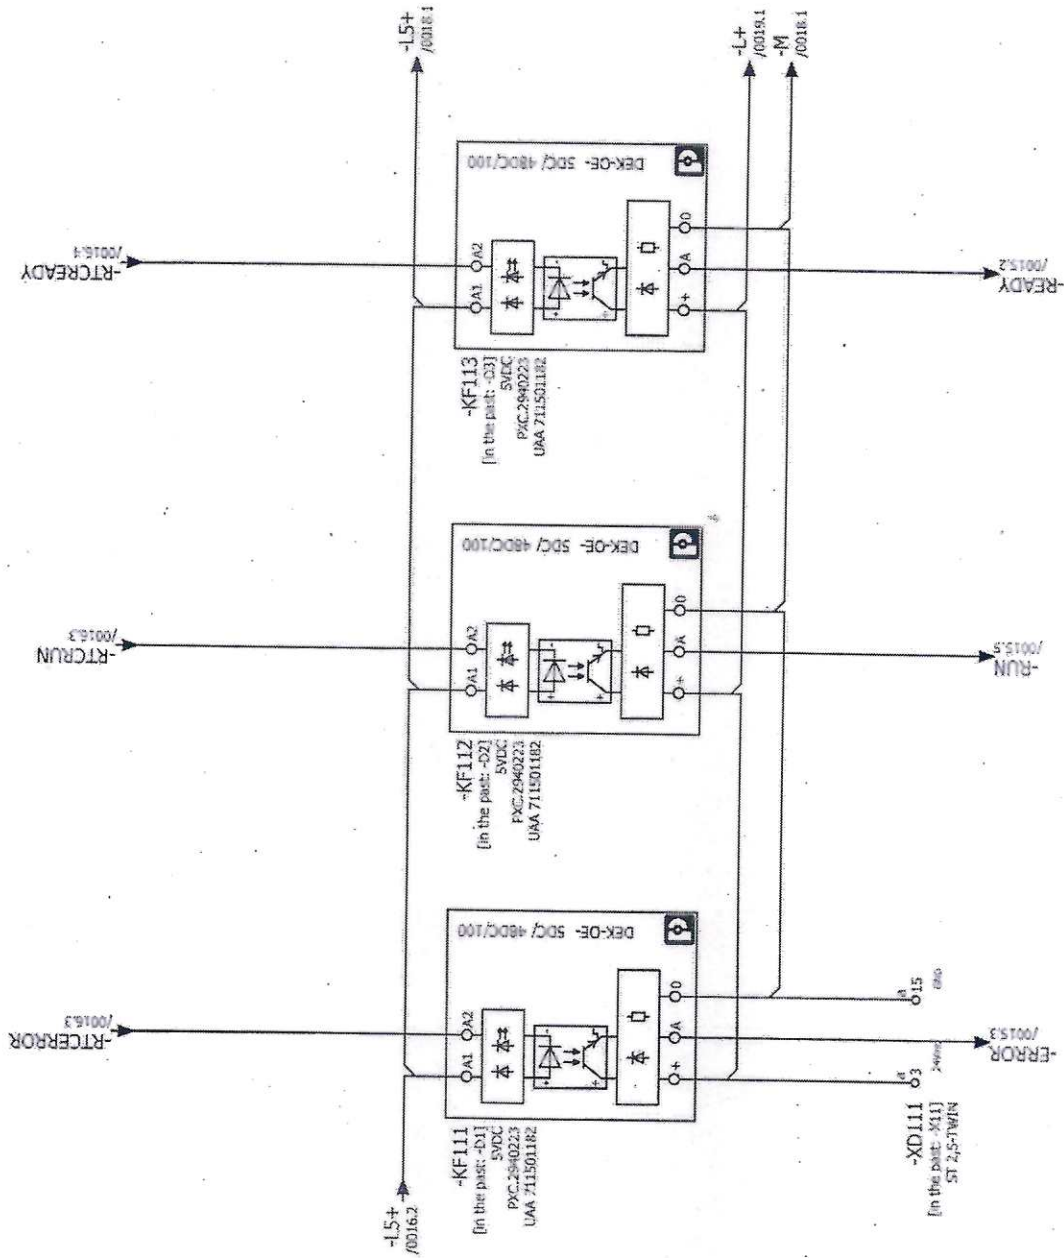 -L5+
/0016.2
-RTCERROR
/0016.3
-RTCRUN
/0016.3
-RTCREADY
/0016.4
-L5+
/0018.1
-KF111
[in the past: -D1]
5VDC
PXC.2940223
UAA 711501182
A1
A2
DEK-OE- 5DC/ 48DC/100
+
A
0
-KF112
[in the past: -D2]
5VDC
PXC.2940223
UAA 711501182
A1
A2
DEK-OE- 5DC/ 48DC/100
+
A
0
-KF113
[in the past: -D3]
5VDC
PXC.2940223
UAA 711501182
A1
A2
DEK-OE- 5DC/ 48DC/100
+
A
0
-L+
/0019.1
-M
/0018.1
-XD111
[in the past: -X11]
ST 2,5-TWIN
a
3
a
15
-ERROR
/0015.3
-RUN
/0015.5
-READY
/0015.2